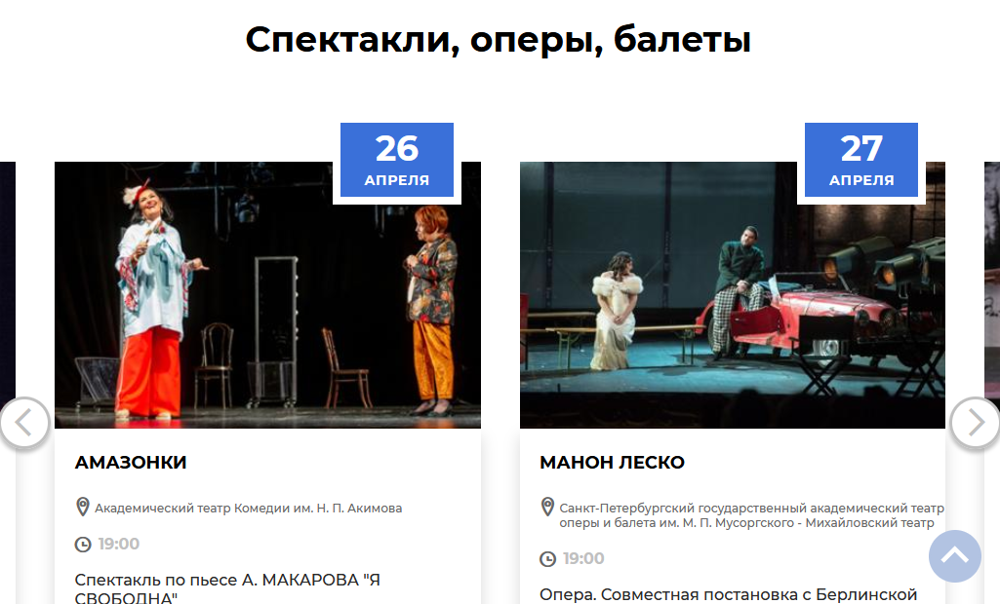 Спектакли, оперы, балеты
26
АПРЕЛЯ
АМАЗОНКИ
Академический театр Комедии им. Н. П. Акимова
19:00
Спектакль по пьесе А. МАКАРОВА "Я
СВОБОДНА"
27
АПРЕЛЯ
МАНОН ЛЕСКО
Санкт-Петербургский государственный академический театр
оперы и балета им. М. П. Мусоргского - Михайловский театр
19:00
Опера. Совместная постановка с Берлинской